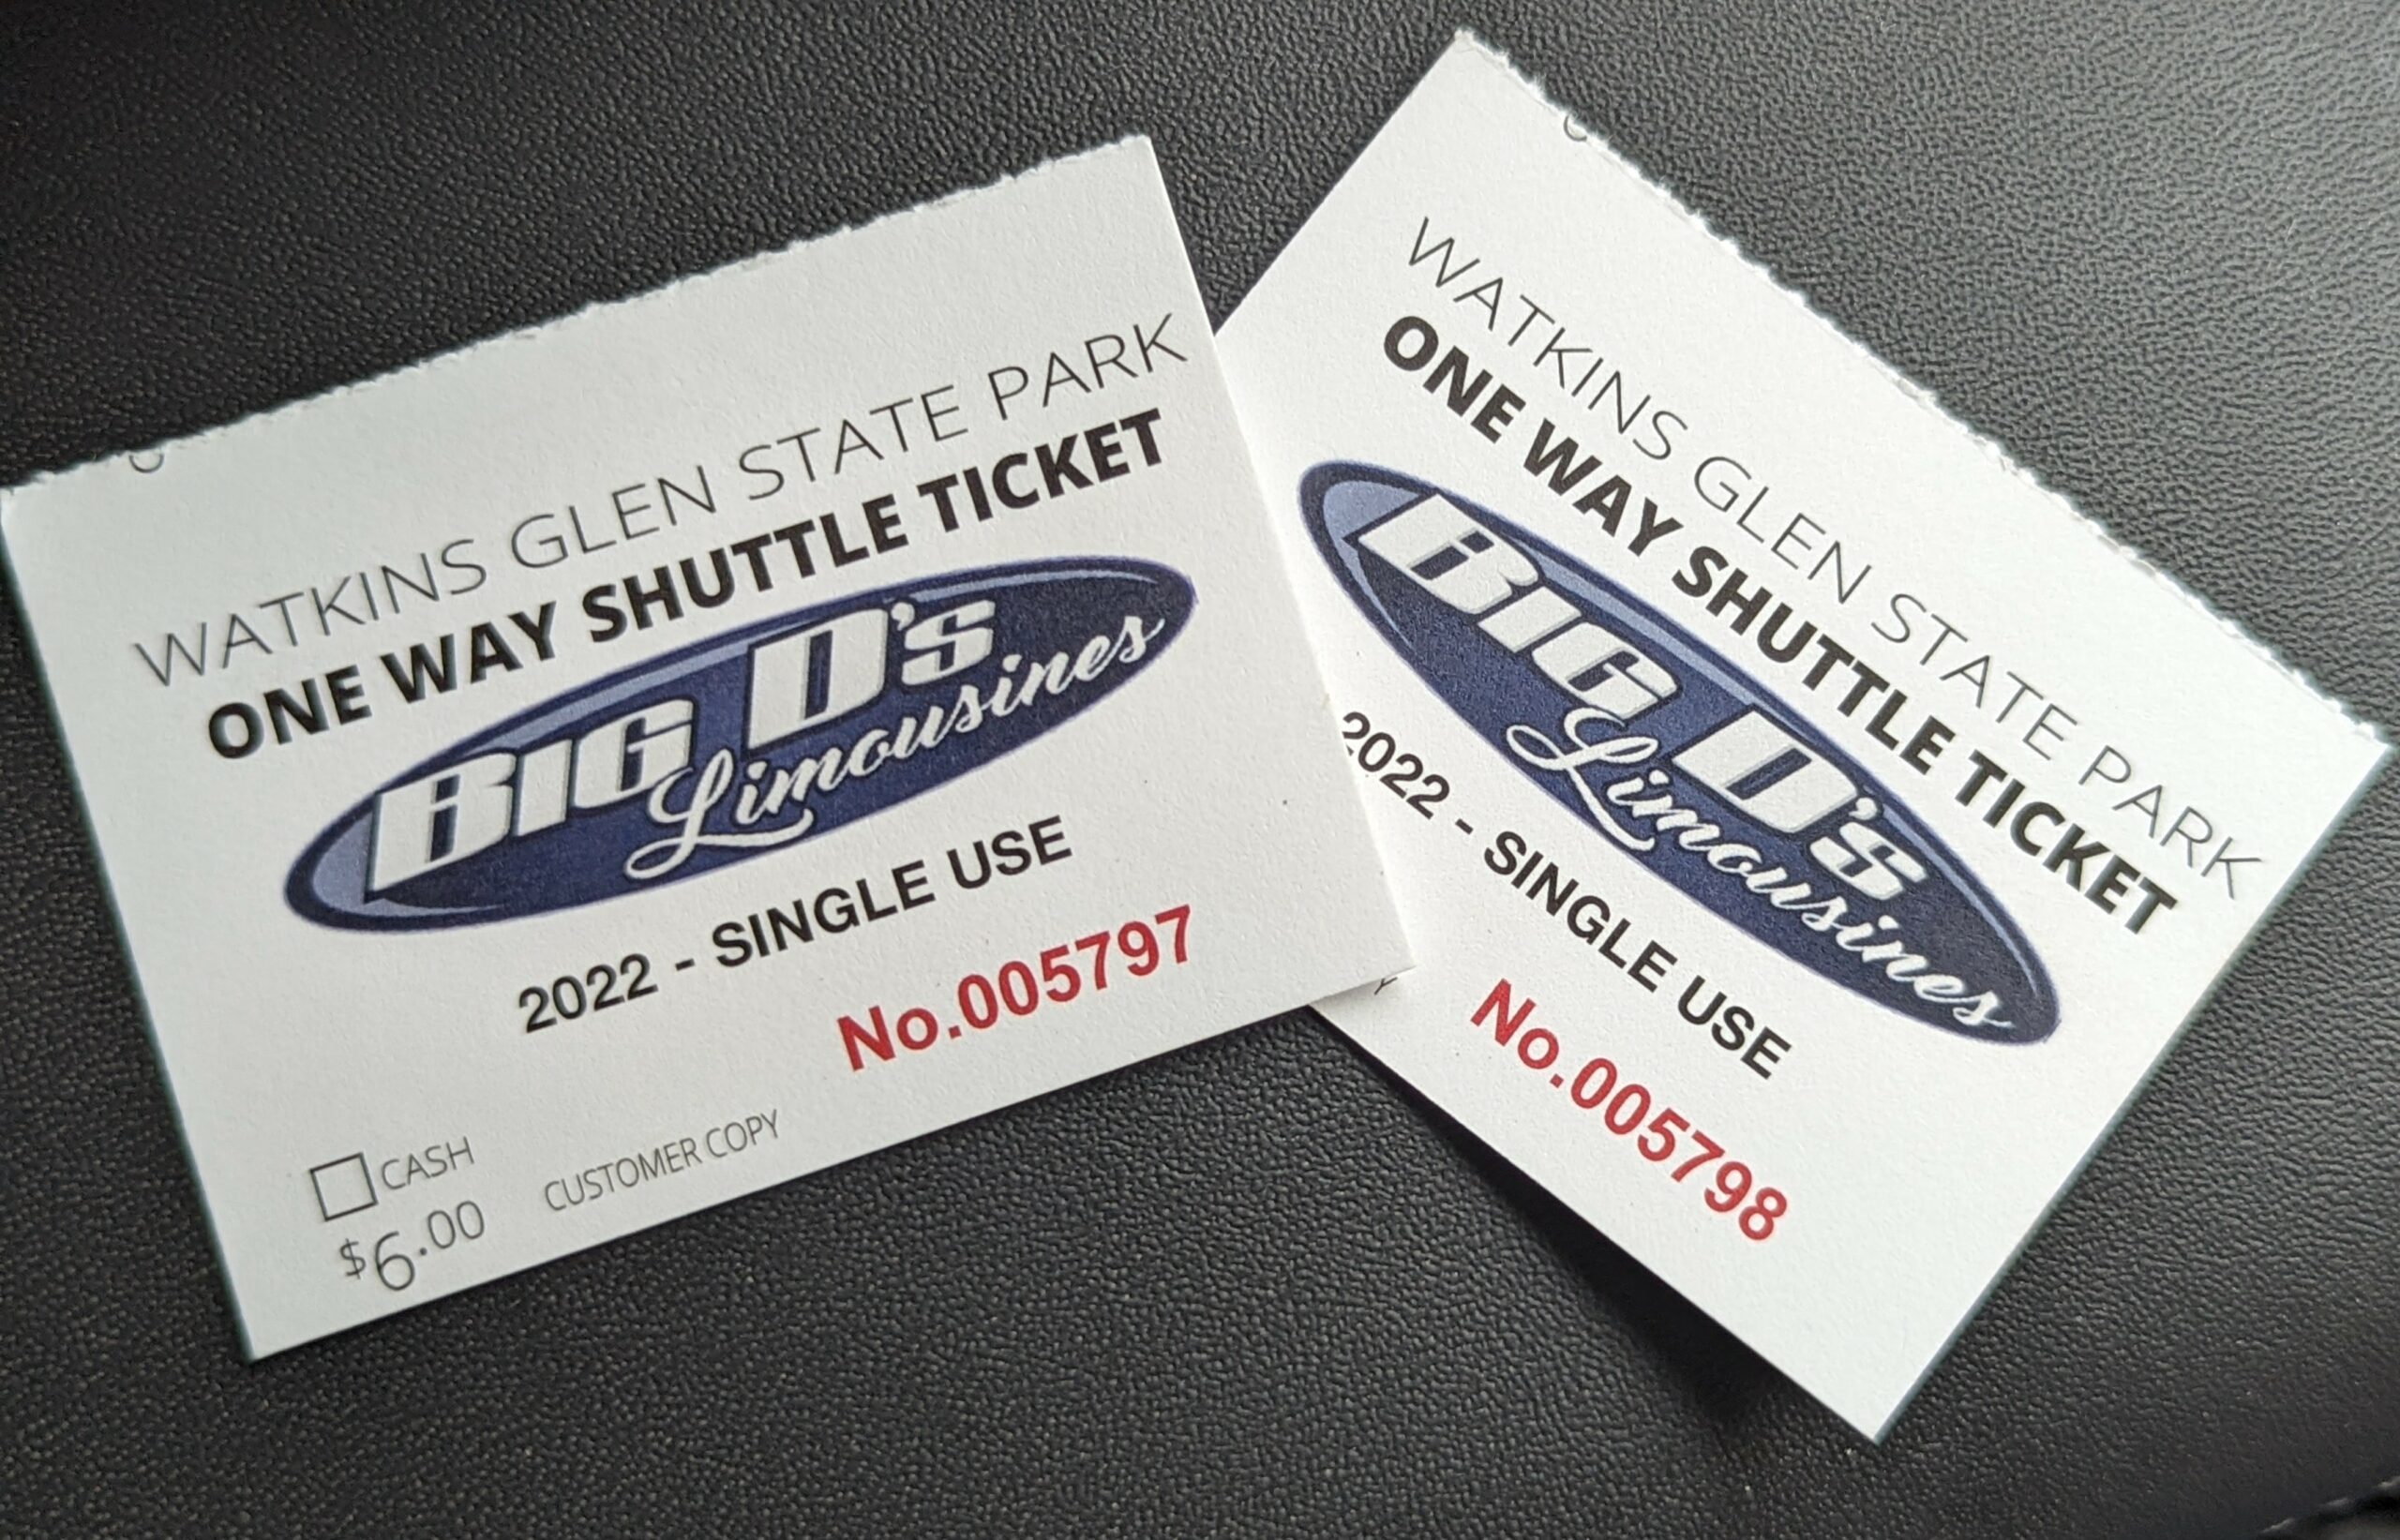 WATKINS GLEN STATE PARK
ONE WAY SHUTTLE TICKET
BIG D's
Limousines
2022 - SINGLE USE
No.005797
CASH
$6.00
CUSTOMER COPY
WATKINS GLEN STATE PARK
ONE WAY SHUTTLE TICKET
BIG D's
Limousines
2022 - SINGLE USE
No.005798